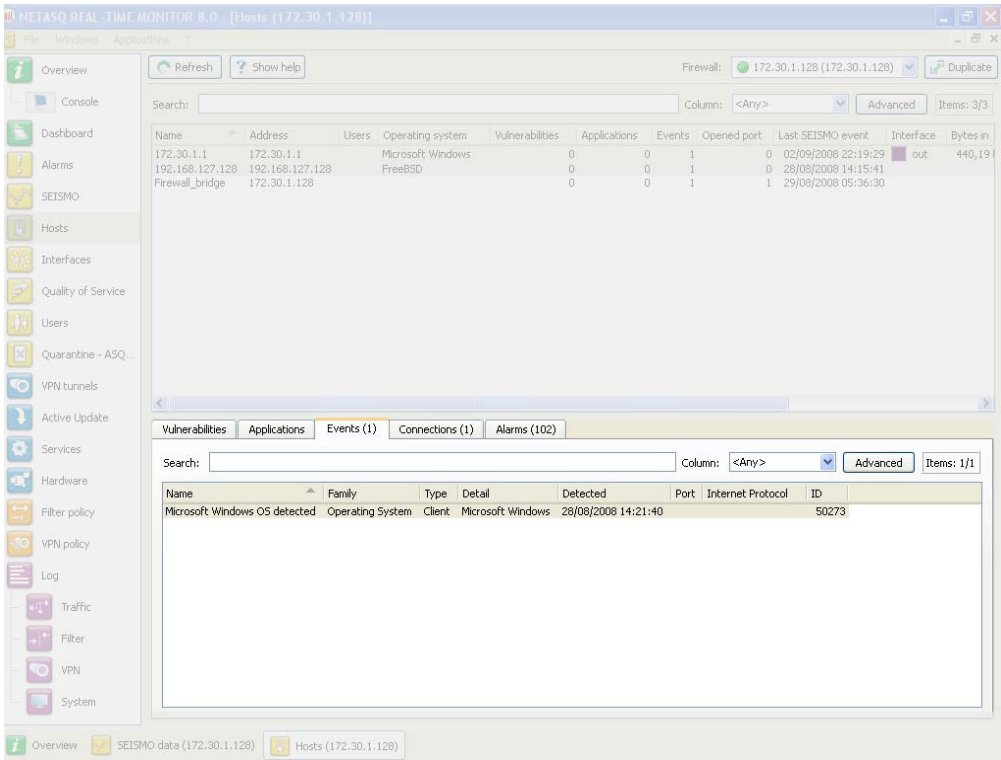 NETASQ REAL-TIME MONITOR 8.0 - [Hosts (172.30.1.128)]
File Windows Applications ?
Refresh ? Show help Firewall: 172.30.1.128 (172.30.1.128) Duplicate
Overview
Console
Dashboard
Alarms
SEISMO
Hosts
Interfaces
Quality of Service
Users
Quarantine - ASQ...
VPN tunnels
Active Update
Services
Hardware
Filter policy
VPN policy
Log
Traffic
Filter
VPN
System
Search: Column: <Any> Advanced Items: 3/3
Name Address Users Operating system Vulnerabilities Applications Events Opened port Last SEISMO event Interface Bytes in
172.30.1.1 172.30.1.1 Microsoft Windows 0 0 1 0 02/09/2008 22:19:29 out 440,19
192.168.127.128 192.168.127.128 FreeBSD 0 0 1 0 28/08/2008 14:15:41
Firewall_bridge 172.30.1.128 0 0 1 1 29/08/2008 05:36:30
Vulnerabilities Applications Events (1) Connections (1) Alarms (102)
Search: Column: <Any> Advanced Items: 1/1
Name Family Type Detail Detected Port Internet Protocol ID
Microsoft Windows OS detected Operating System Client Microsoft Windows 28/08/2008 14:21:40 50273
Overview SEISMO data (172.30.1.128) Hosts (172.30.1.128)